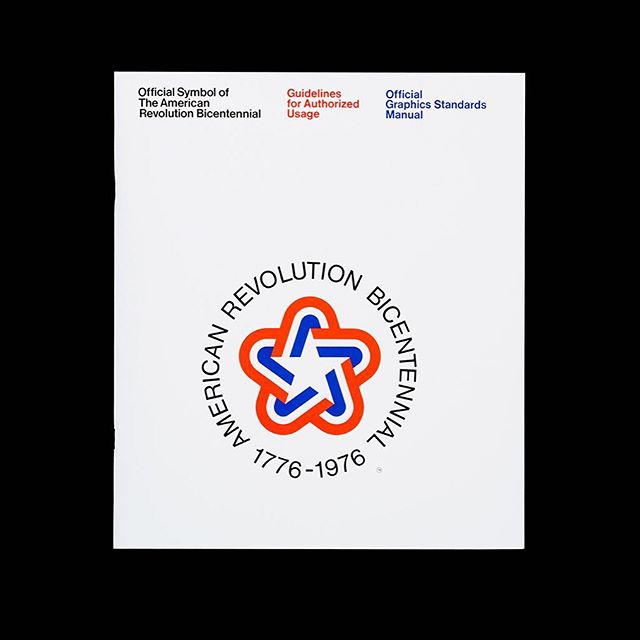 Official Symbol of
The American
Revolution Bicentennial
Guidelines
for Authorized
Usage
Official
Graphics Standards
Manual
AMERICAN REVOLUTION BICENTENNIAL
1776-1976